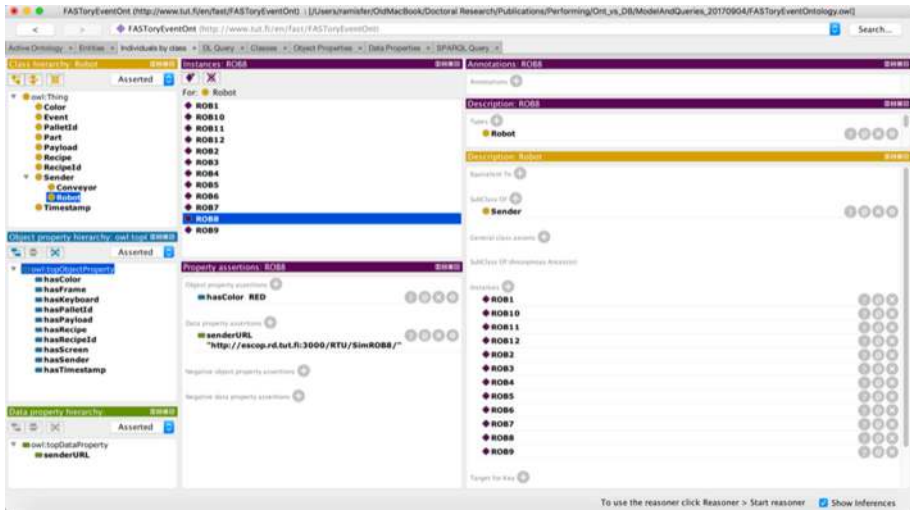 FASToryEventOnt (http://www.tut.fi/en/fast/FASToryEventOnt) : [/Users/ramisfer/OldMacBook/Doctoral Research/Publications/Performing/Ont_vs_DB/ModelAndQueries_20170904/FASToryEventOntology.owl]
< > FASToryEventOnt (http://www.tut.fi/en/fast/FASToryEventOnt) Search...
Active Ontology × Entities × Individuals by class × DL Query × Classes × Object Properties × Data Properties × SPARQL Query ×
Class hierarchy: Robot
Asserted
owl:Thing
Color
Event
PalletId
Part
Payload
Recipe
RecipeId
Sender
Conveyor
Robot
Timestamp
Object property hierarchy: owl:topO
Asserted
owl:topObjectProperty
hasColor
hasFrame
hasKeyboard
hasPalletId
hasPayload
hasRecipe
hasRecipeId
hasScreen
hasSender
hasTimestamp
Data property hierarchy:
Asserted
owl:topDataProperty
senderURL
Instances: ROB8
For: Robot
ROB1
ROB10
ROB11
ROB12
ROB2
ROB3
ROB4
ROB5
ROB6
ROB7
ROB8
ROB9
Property assertions: ROB8
Object property assertions
hasColor RED
Data property assertions
senderURL
"http://escop.rd.tut.fi:3000/RTU/SimROB8/"
Negative object property assertions
Negative data property assertions
Annotations: ROB8
Annotations
Description: ROB8
Types
Robot
Description: Robot
Equivalent To
SubClass Of
Sender
General class axioms
SubClass Of (Anonymous Ancestor)
Instances
ROB1
ROB10
ROB11
ROB12
ROB2
ROB3
ROB4
ROB5
ROB6
ROB7
ROB8
ROB9
Target for Key
To use the reasoner click Reasoner > Start reasoner Show Inferences